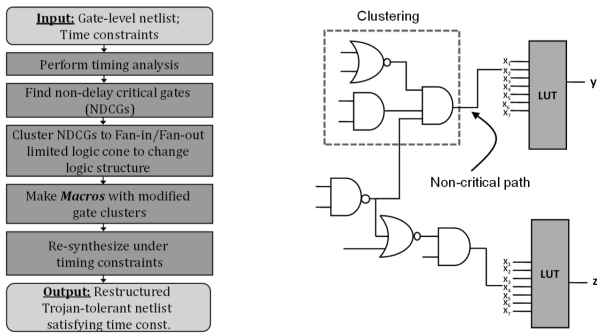 Input: Gate-level netlist;
Time constraints
Perform timing analysis
Find non-delay critical gates
(NDCGs)
Cluster NDCGs to Fan-in/Fan-out
limited logic cone to change
logic structure
Make Macros with modified
gate clusters
Re-synthesize under
timing constraints
Output: Restructured
Trojan-tolerant netlist
satisfying time const.
Clustering
X₁
X₂
X₃
X₄
X₅
X₆
X₇
LUT
y
Non-critical path
X₁
X₂
X₃
X₄
X₅
X₆
X₇
LUT
z